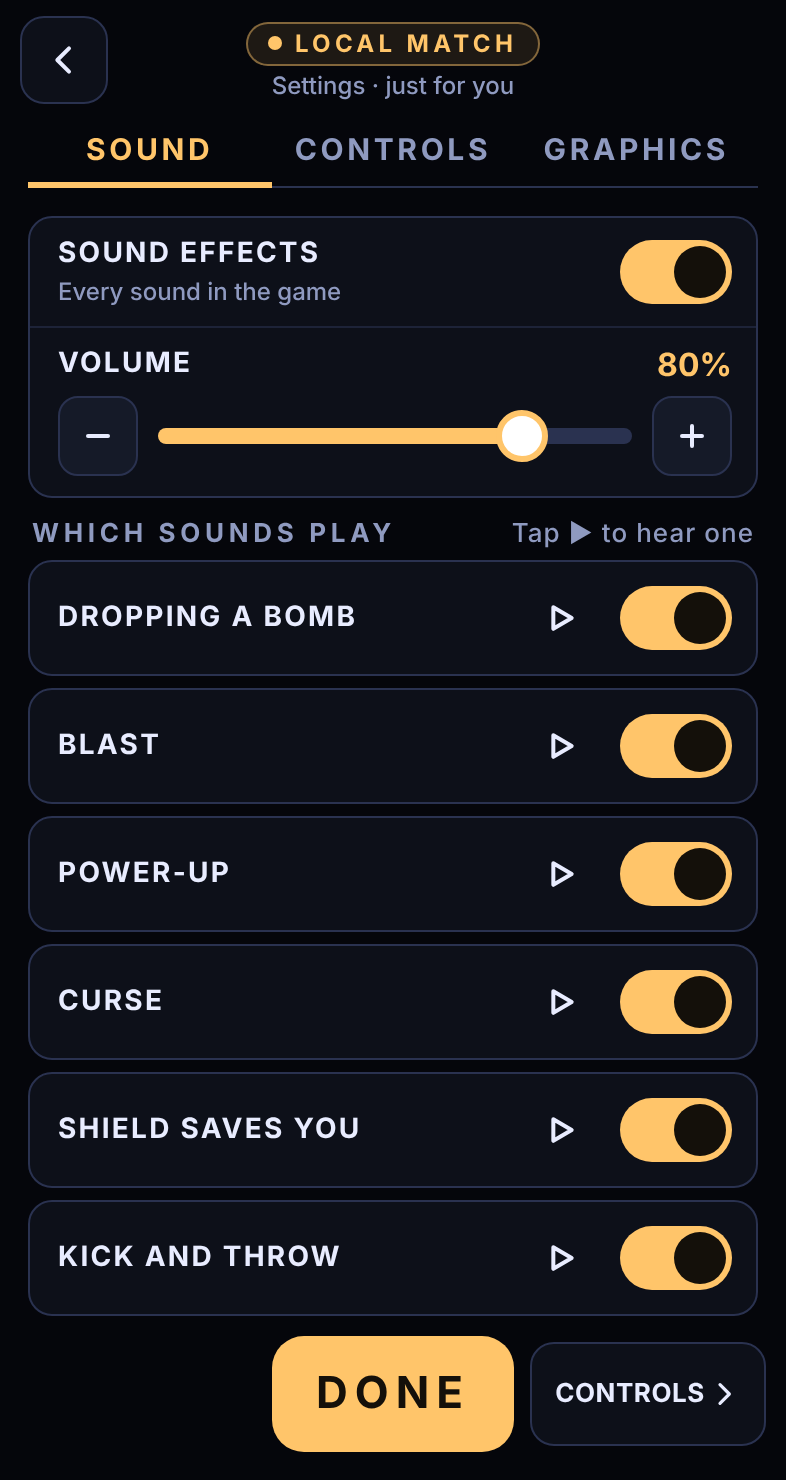 LOCAL MATCH
Settings · just for you
SOUND CONTROLS GRAPHICS
SOUND EFFECTS
Every sound in the game
VOLUME 80%
WHICH SOUNDS PLAY Tap ▶ to hear one
DROPPING A BOMB
BLAST
POWER-UP
CURSE
SHIELD SAVES YOU
KICK AND THROW
DONE CONTROLS